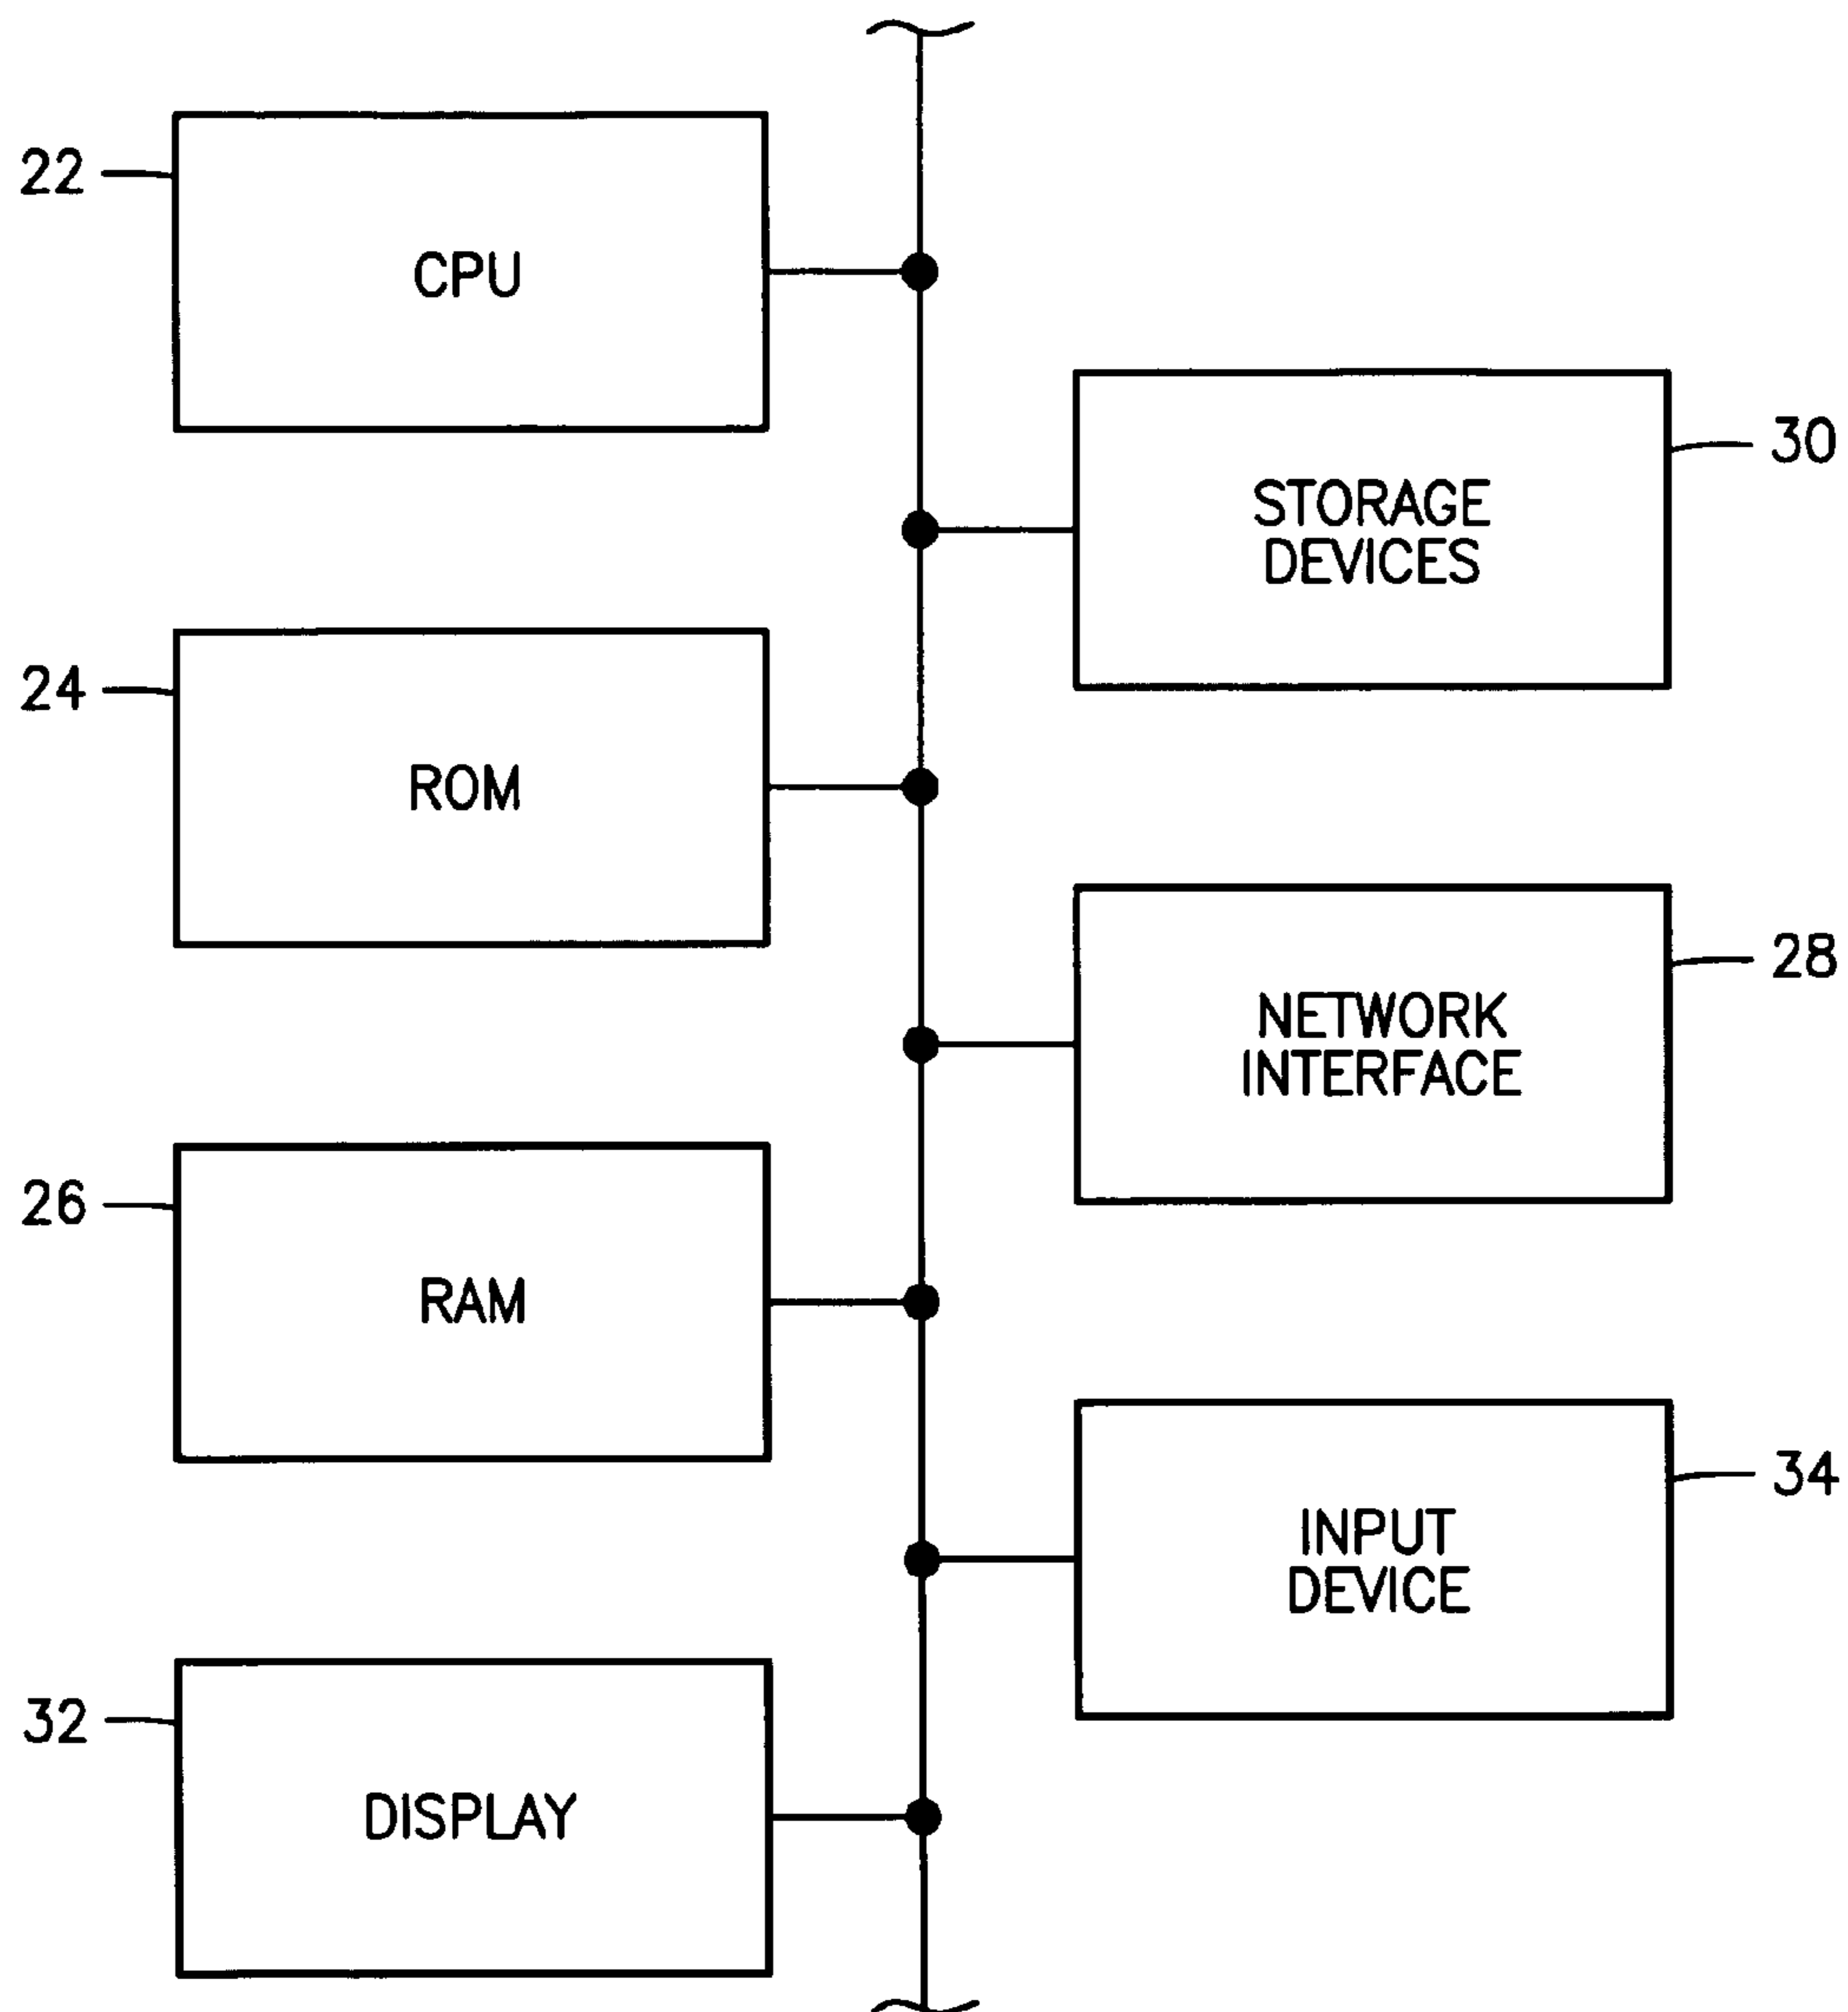 22
CPU
30
STORAGE
DEVICES
24
ROM
28
NETWORK
INTERFACE
26
RAM
34
INPUT
DEVICE
32
DISPLAY